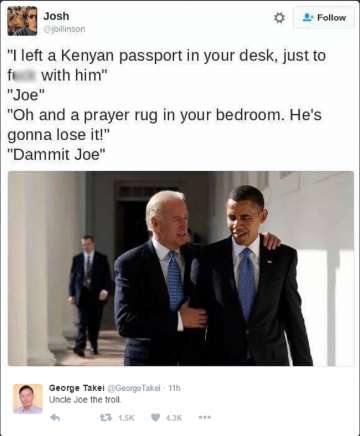 Josh
@jbillinson
Follow
"I left a Kenyan passport in your desk, just to
f with him"
"Joe"
"Oh and a prayer rug in your bedroom. He's
gonna lose it!"
"Dammit Joe"
George Takei @GeorgeTakei · 11h
Uncle Joe the troll.
1.5K 4.3K